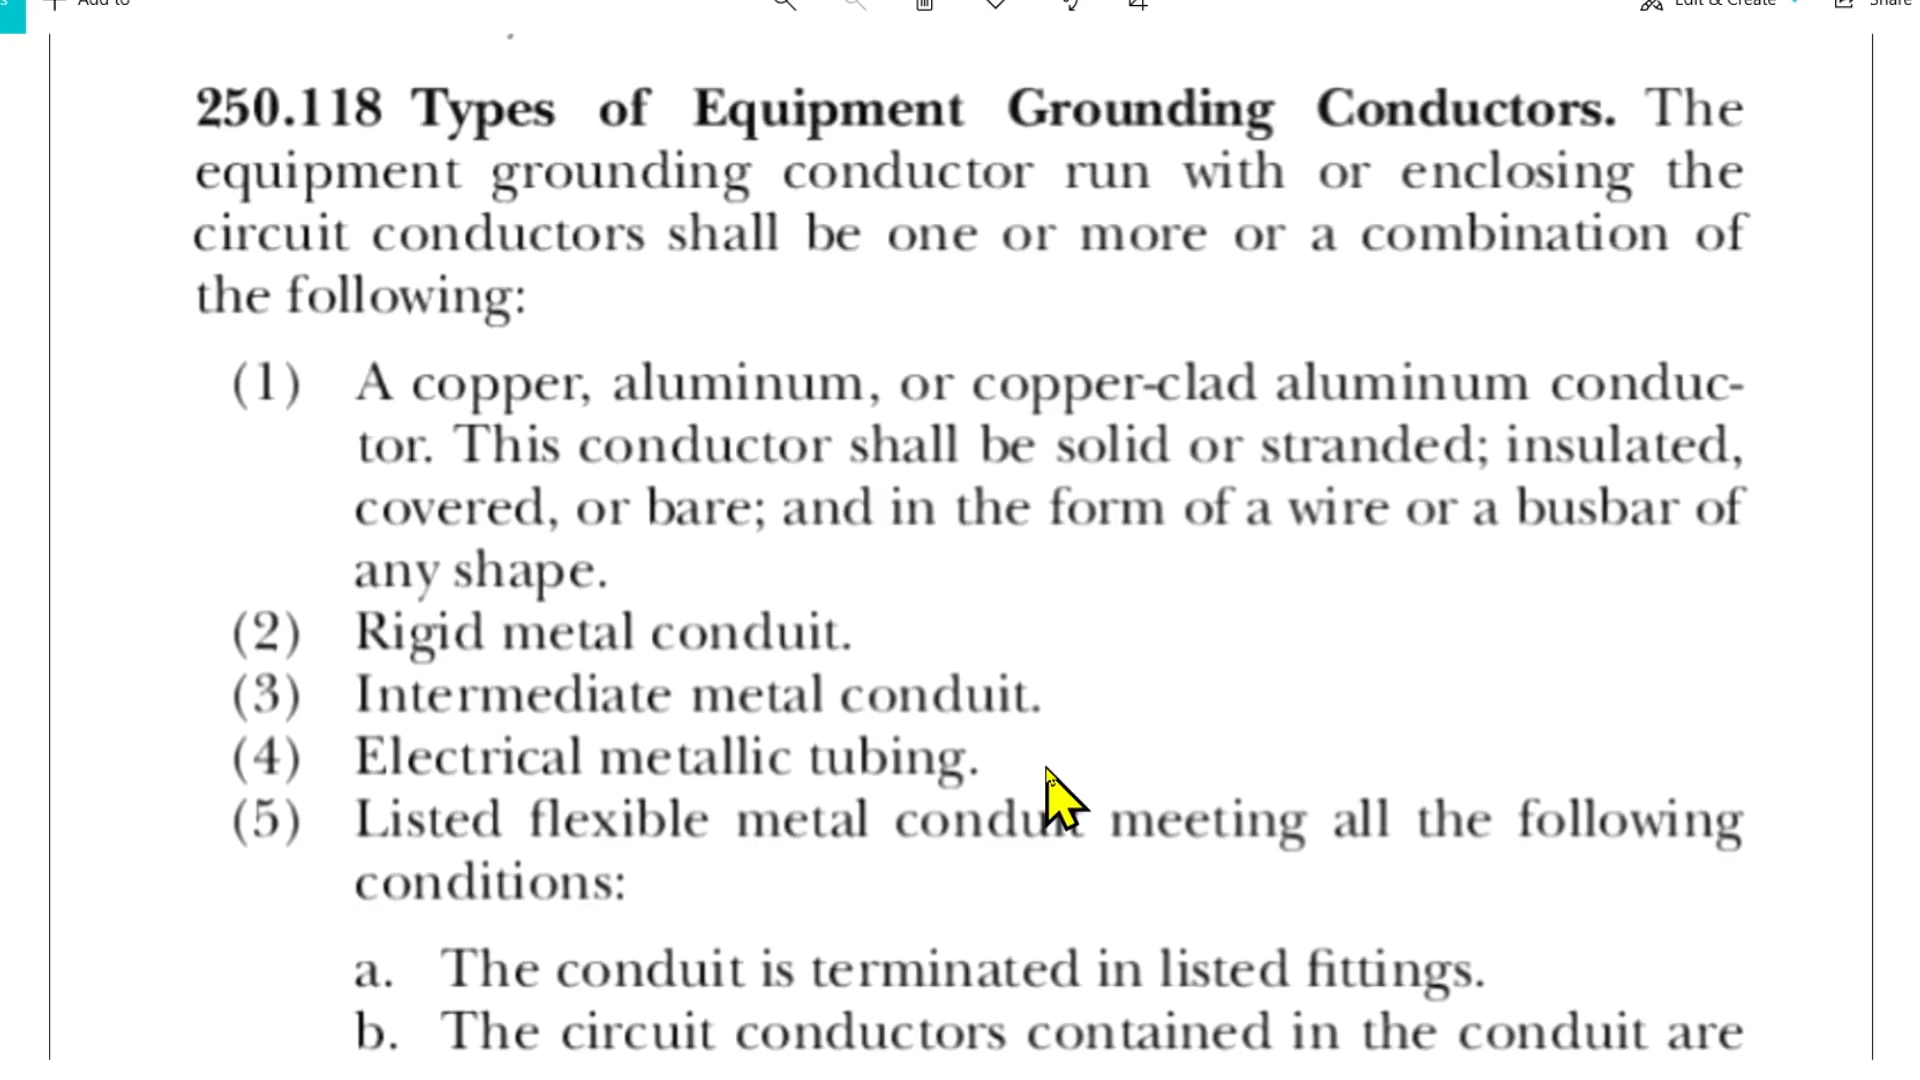 Add to
Edit & Create
Share
250.118 Types of Equipment Grounding Conductors. The
equipment grounding conductor run with or enclosing the
circuit conductors shall be one or more or a combination of
the following:
(1) A copper, aluminum, or copper-clad aluminum conduc-
tor. This conductor shall be solid or stranded; insulated,
covered, or bare; and in the form of a wire or a busbar of
any shape.
(2) Rigid metal conduit.
(3) Intermediate metal conduit.
(4) Electrical metallic tubing.
(5) Listed flexible metal conduit meeting all the following
conditions:
a. The conduit is terminated in listed fittings.
b. The circuit conductors contained in the conduit are